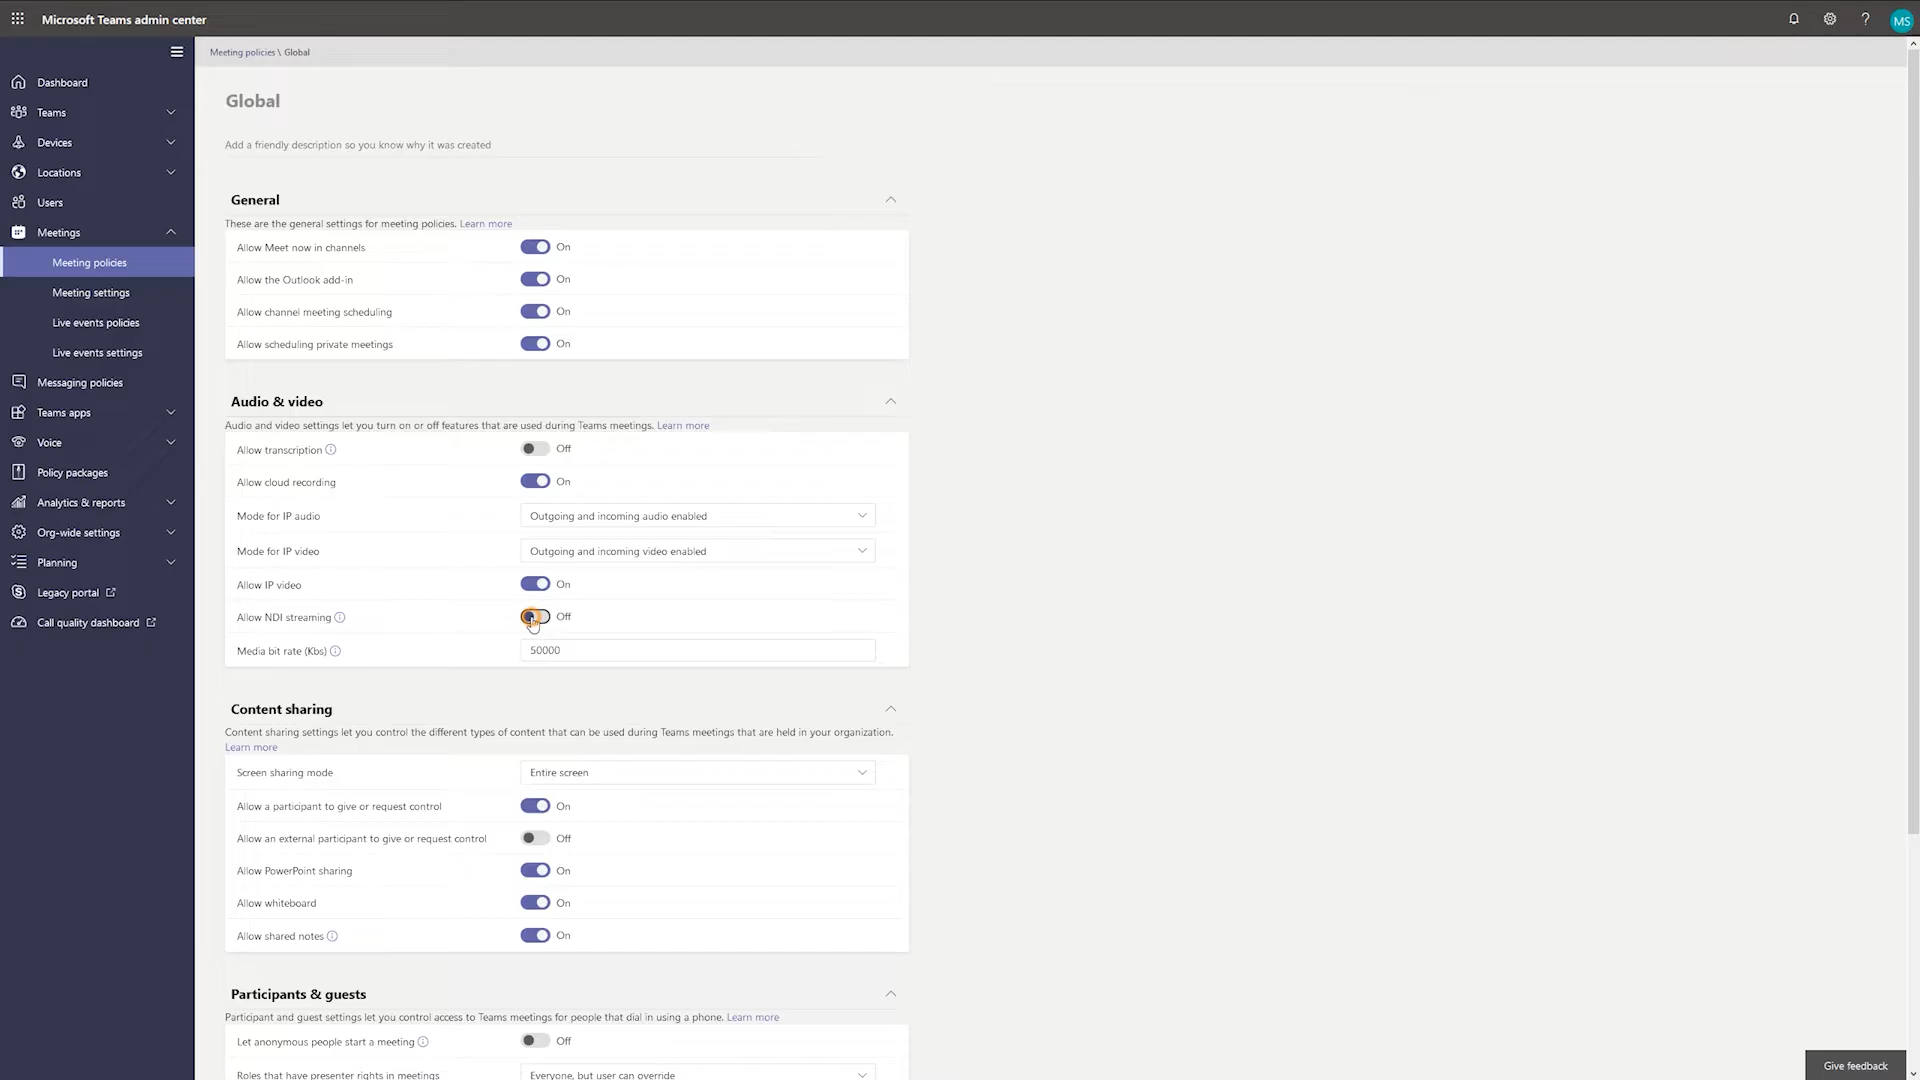 Microsoft Teams admin center
?
MS
Meeting policies \ Global
Dashboard
Teams
Devices
Locations
Users
Meetings
Meeting policies
Meeting settings
Live events policies
Live events settings
Messaging policies
Teams apps
Voice
Policy packages
Analytics & reports
Org-wide settings
Planning
Legacy portal
Call quality dashboard
Global
Add a friendly description so you know why it was created
General
These are the general settings for meeting policies. Learn more
Allow Meet now in channels On
Allow the Outlook add-in On
Allow channel meeting scheduling On
Allow scheduling private meetings On
Audio & video
Audio and video settings let you turn on or off features that are used during Teams meetings. Learn more
Allow transcription Off
Allow cloud recording On
Mode for IP audio Outgoing and incoming audio enabled
Mode for IP video Outgoing and incoming video enabled
Allow IP video On
Allow NDI streaming Off
Media bit rate (Kbs) 50000
Content sharing
Content sharing settings let you control the different types of content that can be used during Teams meetings that are held in your organization.
Learn more
Screen sharing mode Entire screen
Allow a participant to give or request control On
Allow an external participant to give or request control Off
Allow PowerPoint sharing On
Allow whiteboard On
Allow shared notes On
Participants & guests
Participant and guest settings let you control access to Teams meetings for people that dial in using a phone. Learn more
Let anonymous people start a meeting Off
Roles that have presenter rights in meetings Everyone, but user can override
Give feedback